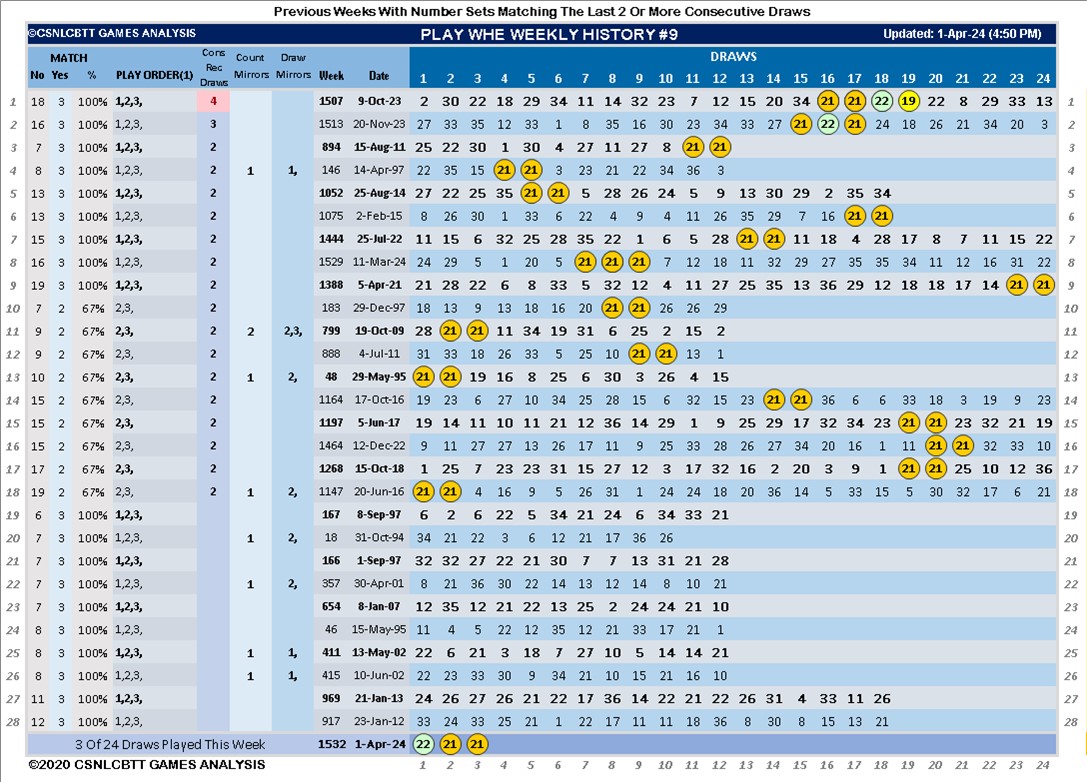 Previous Weeks With Number Sets Matching The Last 2 Or More Consecutive Draws
©CSNLCBTT GAMES ANALYSIS PLAY WHE WEEKLY HISTORY #9 Updated: 1-Apr-24 (4:50 PM)
MATCH Cons Rec Draws Count Mirrors Draw Mirrors DRAWS
No Yes % PLAY ORDER(1) Week Date 1 2 3 4 5 6 7 8 9 10 11 12 13 14 15 16 17 18 19 20 21 22 23 24
1 18 3 100% 1,2,3, 4 1507 9-Oct-23 2 30 22 18 29 34 11 14 32 23 7 12 15 20 34 21 21 22 19 22 8 29 33 13 1
2 16 3 100% 1,2,3, 3 1513 20-Nov-23 27 33 35 12 33 1 8 35 16 30 23 34 33 27 21 22 21 24 18 26 21 34 20 3 2
3 7 3 100% 1,2,3, 2 894 15-Aug-11 25 22 30 1 30 4 27 11 27 8 21 21 3
4 8 3 100% 1,2,3, 2 1 1, 146 14-Apr-97 22 35 15 21 21 3 23 21 22 34 36 3 4
5 13 3 100% 1,2,3, 2 1052 25-Aug-14 27 22 25 35 21 21 5 28 26 24 5 9 13 30 29 2 35 34 5
6 13 3 100% 1,2,3, 2 1075 2-Feb-15 8 26 30 1 33 6 22 4 9 4 11 26 35 29 7 16 21 21 6
7 15 3 100% 1,2,3, 2 1444 25-Jul-22 11 15 6 32 25 28 35 22 1 6 5 28 21 21 11 18 4 28 17 8 7 11 15 22 7
8 16 3 100% 1,2,3, 2 1529 11-Mar-24 24 29 5 1 20 5 21 21 21 7 12 18 11 32 29 27 35 35 34 11 12 16 31 22 8
9 19 3 100% 1,2,3, 2 1388 5-Apr-21 21 28 22 6 8 33 5 32 12 4 11 27 25 35 13 36 29 12 18 18 17 14 21 21 9
10 7 2 67% 2,3, 2 183 29-Dec-97 18 13 9 13 18 16 20 21 21 26 26 29 10
11 9 2 67% 2,3, 2 2 2,3, 799 19-Oct-09 28 21 21 11 34 19 31 6 25 2 15 2 11
12 9 2 67% 2,3, 2 888 4-Jul-11 31 33 18 26 33 5 25 10 21 21 13 1 12
13 10 2 67% 2,3, 2 1 2, 48 29-May-95 21 21 19 16 8 25 6 30 3 26 4 15 13
14 15 2 67% 2,3, 2 1164 17-Oct-16 19 23 6 27 10 34 25 28 15 6 32 15 23 21 21 36 6 6 33 18 3 19 9 23 14
15 15 2 67% 2,3, 2 1197 5-Jun-17 19 14 11 10 11 21 12 36 14 29 1 9 25 29 17 32 34 23 21 21 23 32 21 19 15
16 15 2 67% 2,3, 2 1464 12-Dec-22 9 11 27 27 13 26 17 11 9 25 33 28 26 27 34 20 16 1 11 21 21 32 33 10 16
17 17 2 67% 2,3, 2 1268 15-Oct-18 1 25 7 23 23 31 15 27 12 3 17 32 16 2 20 3 9 1 21 21 25 10 12 36 17
18 19 2 67% 2,3, 2 1 2, 1147 20-Jun-16 21 21 4 16 9 5 26 31 1 24 24 18 20 36 14 5 33 15 5 30 32 17 6 21 18
19 6 3 100% 1,2,3, 167 8-Sep-97 6 2 6 22 5 34 21 24 6 34 33 21 19
20 7 3 100% 1,2,3, 1 2, 18 31-Oct-94 34 21 22 3 6 12 21 17 36 26 20
21 7 3 100% 1,2,3, 166 1-Sep-97 32 32 27 22 21 30 7 7 13 31 21 28 21
22 7 3 100% 1,2,3, 1 2, 357 30-Apr-01 8 21 36 30 22 14 13 12 14 8 10 21 22
23 7 3 100% 1,2,3, 654 8-Jan-07 12 35 12 21 22 13 25 2 24 24 21 10 23
24 8 3 100% 1,2,3, 46 15-May-95 11 4 5 22 12 35 12 21 33 17 21 1 24
25 8 3 100% 1,2,3, 1 1, 411 13-May-02 22 6 21 3 18 7 27 10 5 14 14 21 25
26 8 3 100% 1,2,3, 1 1, 415 10-Jun-02 22 23 33 30 9 34 21 10 15 21 16 10 26
27 11 3 100% 1,2,3, 969 21-Jan-13 24 26 27 26 21 22 17 36 14 22 21 22 26 31 4 33 11 26 27
28 12 3 100% 1,2,3, 917 23-Jan-12 33 24 33 25 21 1 22 17 11 11 18 36 8 30 8 15 13 21 28
3 Of 24 Draws Played This Week 1532 1-Apr-24 22 21 21
©2020 CSNLCBTT GAMES ANALYSIS 1 2 3 4 5 6 7 8 9 10 11 12 13 14 15 16 17 18 19 20 21 22 23 24